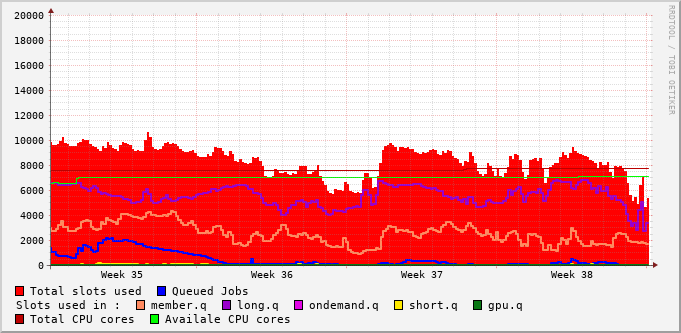 20000
18000
16000
14000
12000
10000
8000
6000
4000
2000
0
Week 35 Week 36 Week 37 Week 38
RRDTOOL / TOBI OETIKER
Total slots used Queued Jobs
Slots used in : member.q long.q ondemand.q short.q gpu.q
Total CPU cores Availale CPU cores